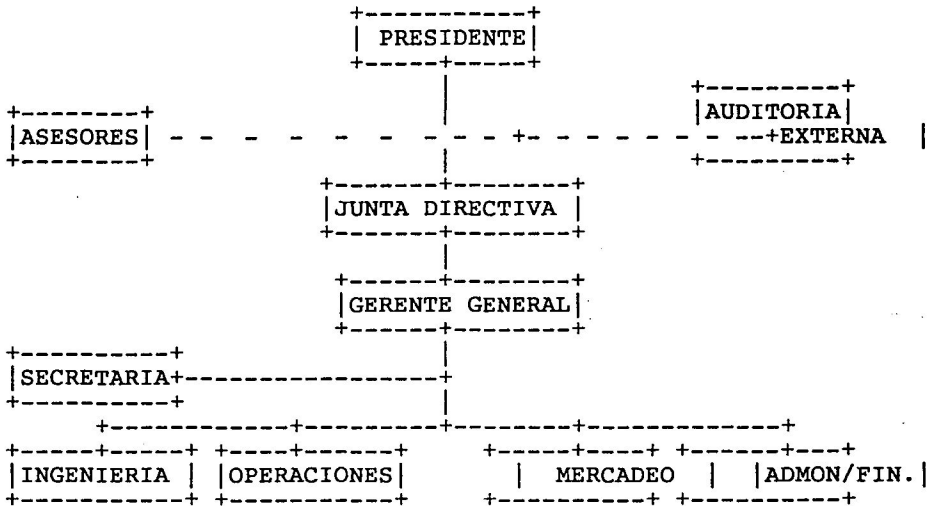 PRESIDENTE
AUDITORIA
ASESORES EXTERNA
JUNTA DIRECTIVA
GERENTE GENERAL
SECRETARIA
INGENIERIA OPERACIONES MERCADEO ADMON/FIN.